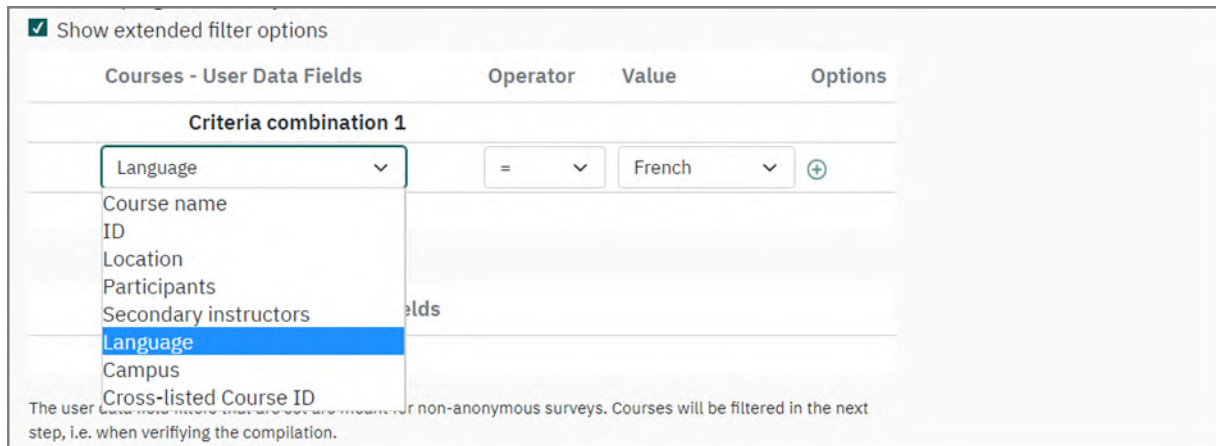 Show extended filter options
Courses - User Data Fields Operator Value Options
Criteria combination 1
Language = French
Course name
ID
Location
Participants
Secondary instructors
elds
Language
Campus
Cross-listed Course ID
The user non-anonymous surveys. Courses will be filtered in the next
step, i.e. when verifiying the compilation.